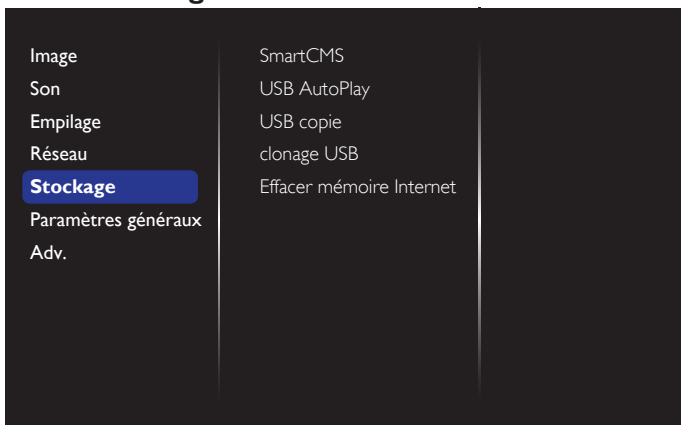 Image
Son
Empilage
Réseau
Stockage
Paramètres généraux
Adv.
SmartCMS
USB AutoPlay
USB copie
clonage USB
Effacer mémoire Internet